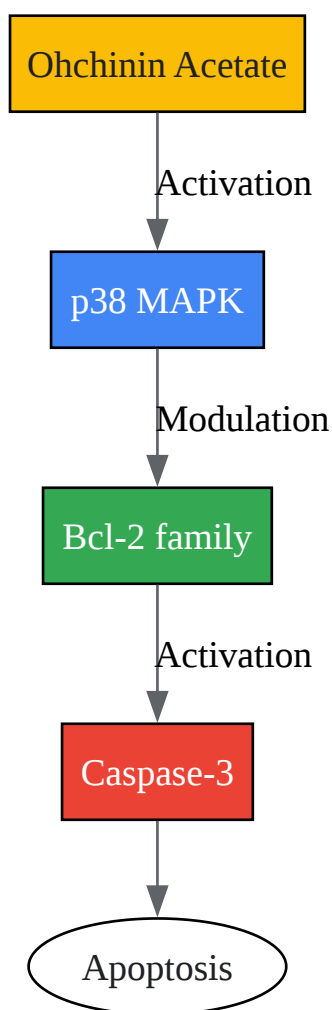 Ohchinin Acetate
Activation
p38 MAPK
Modulation
Bcl-2 family
Activation
Caspase-3
Apoptosis